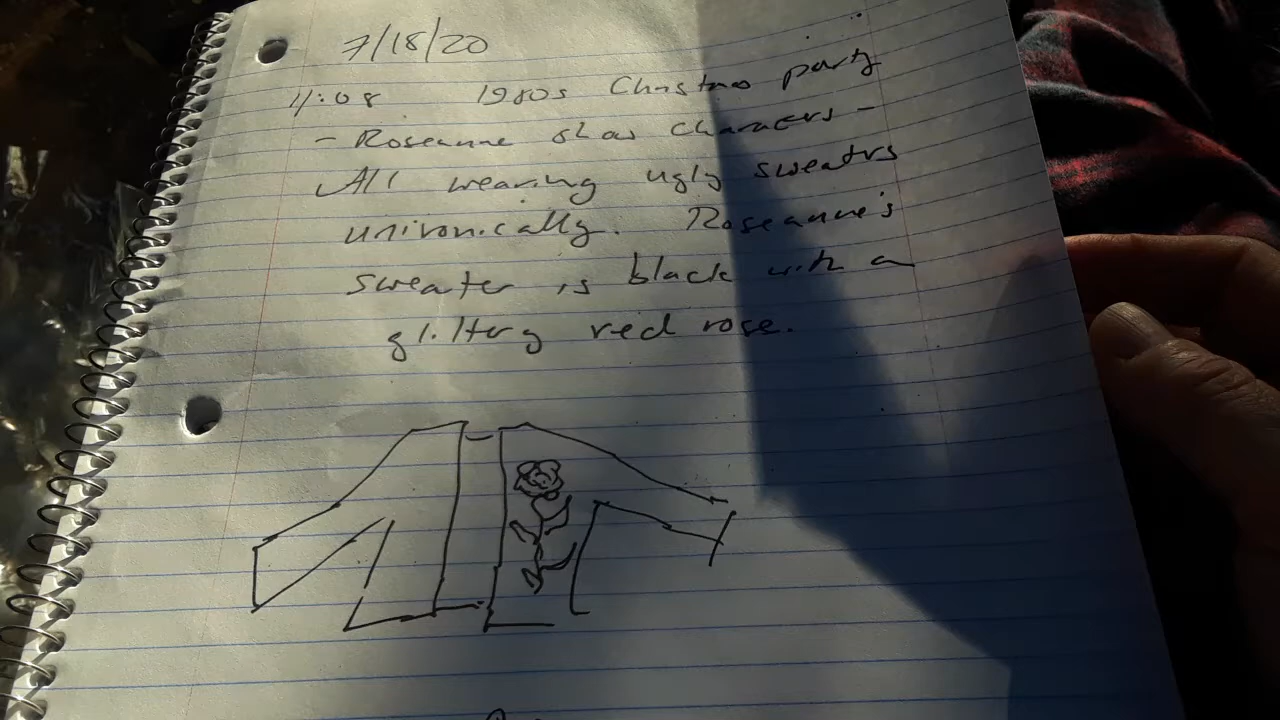 7/18/20
11:08 1980s Christmas party
- Roseanne show characters -
All wearing ugly sweaters
unironically. Roseanne's
sweater is black with a
glittery red rose.